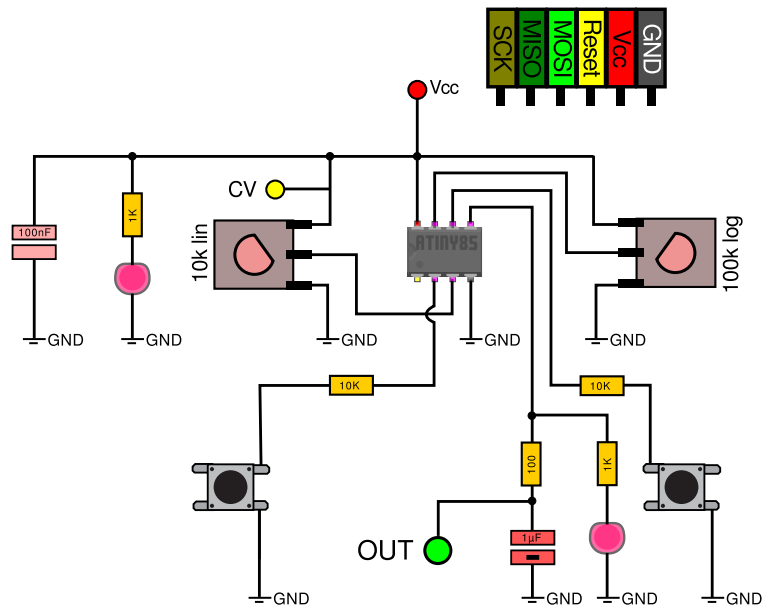 SCK
MISO
MOSI
Reset
Vcc
GND
Vcc
CV
1K
100nF
10k lin
ATINY85
100k log
GND
GND
GND
GND
GND
10K
10K
100
1K
1µF
OUT
GND
GND
GND
GND